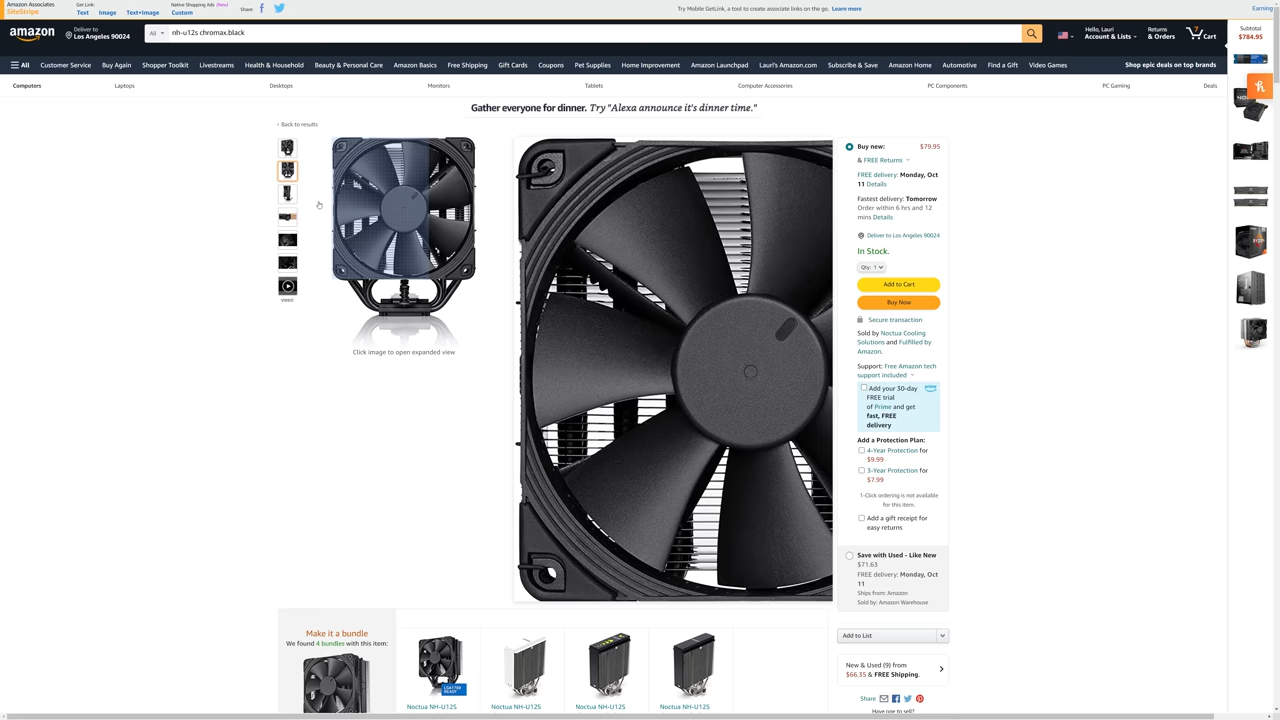 Amazon Associates
SiteStripe
Get Link:
Text Image Text+Image
Native Shopping Ads (New)
Custom
Share:
Try Mobile GetLink, a tool to create associate links on the go. Learn more
Earning
amazon
Deliver to
Los Angeles 90024
All
nh-u12s chromax.black
Hello, Lauri
Account & Lists
Returns
& Orders
7
Cart
Subtotal
$784.95
All Customer Service Buy Again Shopper Toolkit Livestreams Health & Household Beauty & Personal Care Amazon Basics Free Shipping Gift Cards Coupons Pet Supplies Home Improvement Amazon Launchpad Lauri's Amazon.com Subscribe & Save Amazon Home Automotive Find a Gift Video Games Shop epic deals on top brands
Computers Laptops Desktops Monitors Tablets Computer Accessories PC Components PC Gaming Deals
Gather everyone for dinner. Try "Alexa announce it's dinner time."
‹ Back to results
VIDEO
Click image to open expanded view
Buy new: $79.95
& FREE Returns
FREE delivery: Monday, Oct
11 Details
Fastest delivery: Tomorrow
Order within 6 hrs and 12
mins Details
Deliver to Los Angeles 90024
In Stock.
Qty: 1
Add to Cart
Buy Now
Secure transaction
Sold by Noctua Cooling
Solutions and Fulfilled by
Amazon.
Support: Free Amazon tech
support included
Add your 30-day
FREE trial
of Prime and get
fast, FREE
delivery
prime
Add a Protection Plan:
4-Year Protection for
$9.99
3-Year Protection for
$7.99
1-Click ordering is not available
for this item.
Add a gift receipt for
easy returns
Save with Used - Like New
$71.63
FREE delivery: Monday, Oct
11
Ships from: Amazon
Sold by: Amazon Warehouse
Add to List
New & Used (9) from
$66.35 & FREE Shipping.
Share
Have one to sell?
Make it a bundle
We found 4 bundles with this item:
LGA1700
READY
Noctua NH-U12S Noctua NH-U12S Noctua NH-U12S Noctua NH-U12S